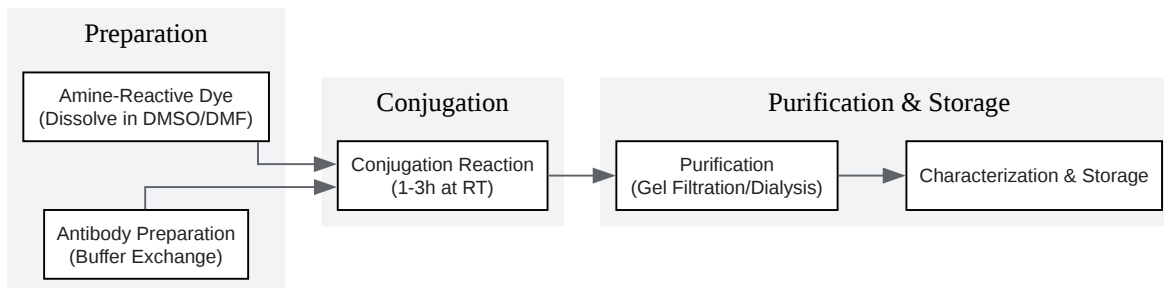 Preparation
Amine-Reactive Dye
(Dissolve in DMSO/DMF)
Antibody Preparation
(Buffer Exchange)
Conjugation
Conjugation Reaction
(1-3h at RT)
Purification & Storage
Purification
(Gel Filtration/Dialysis)
Characterization & Storage